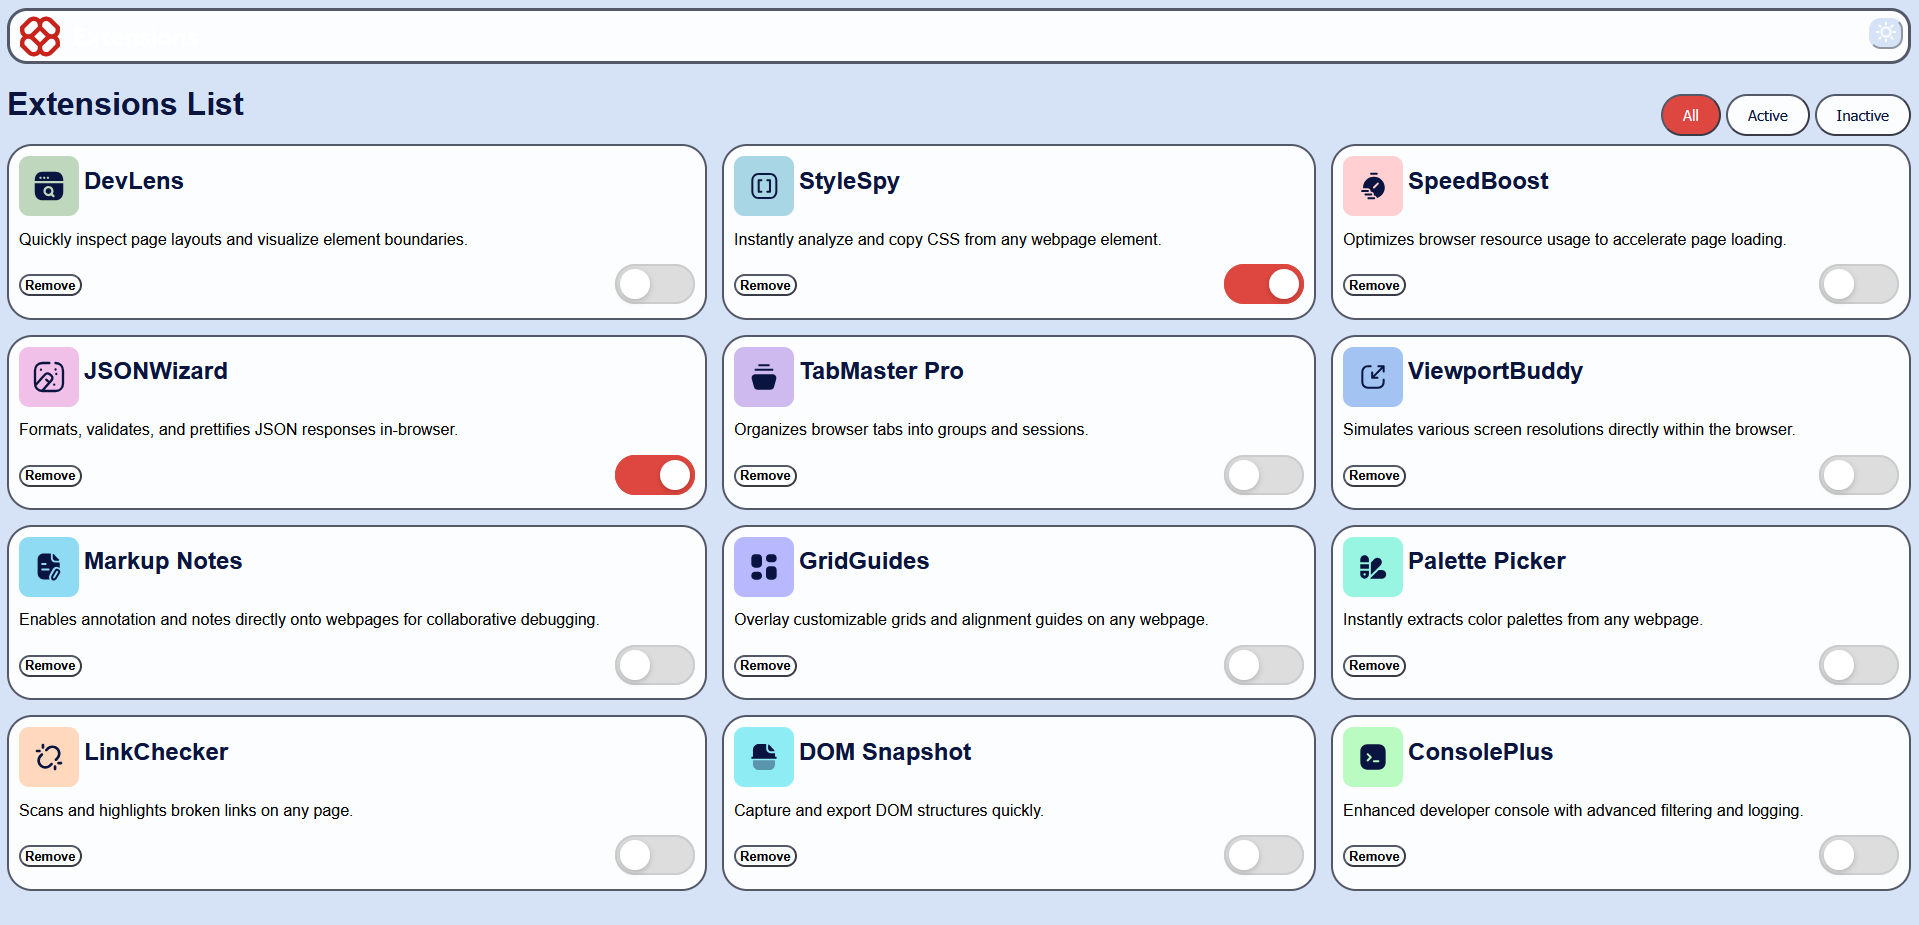 Extensions List
All Active Inactive
DevLens
Quickly inspect page layouts and visualize element boundaries.
Remove
StyleSpy
Instantly analyze and copy CSS from any webpage element.
Remove
SpeedBoost
Optimizes browser resource usage to accelerate page loading.
Remove
JSONWizard
Formats, validates, and prettifies JSON responses in-browser.
Remove
TabMaster Pro
Organizes browser tabs into groups and sessions.
Remove
ViewportBuddy
Simulates various screen resolutions directly within the browser.
Remove
Markup Notes
Enables annotation and notes directly onto webpages for collaborative debugging.
Remove
GridGuides
Overlay customizable grids and alignment guides on any webpage.
Remove
Palette Picker
Instantly extracts color palettes from any webpage.
Remove
LinkChecker
Scans and highlights broken links on any page.
Remove
DOM Snapshot
Capture and export DOM structures quickly.
Remove
ConsolePlus
Enhanced developer console with advanced filtering and logging.
Remove